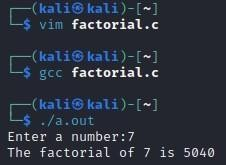 ┌──(kali㉿kali)-[~]
└─$ vim factorial.c
┌──(kali㉿kali)-[~]
└─$ gcc factorial.c
┌──(kali㉿kali)-[~]
└─$ ./a.out
Enter a number:7
The factorial of 7 is 5040